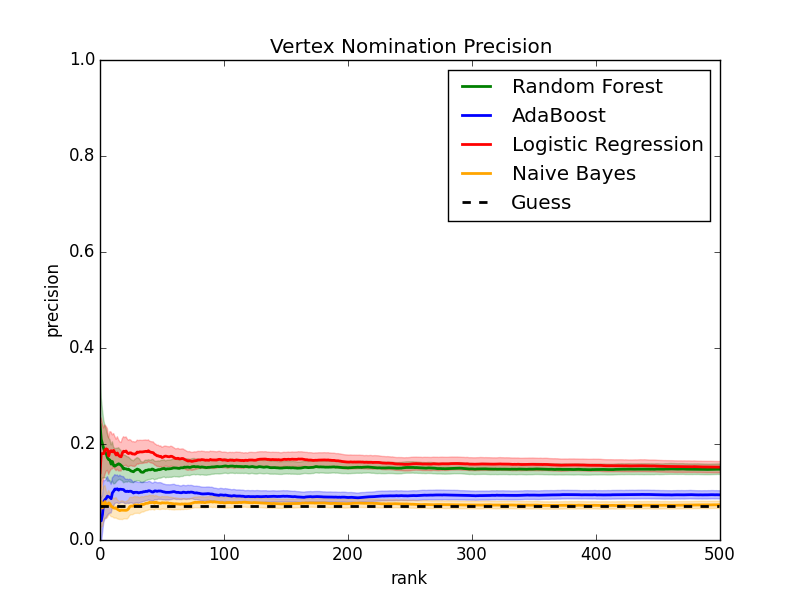 Vertex Nomination Precision
1.0
0.8
0.6
0.4
0.2
0.0
precision
Random Forest
AdaBoost
Logistic Regression
Naive Bayes
Guess
0 100 200 300 400 500
rank